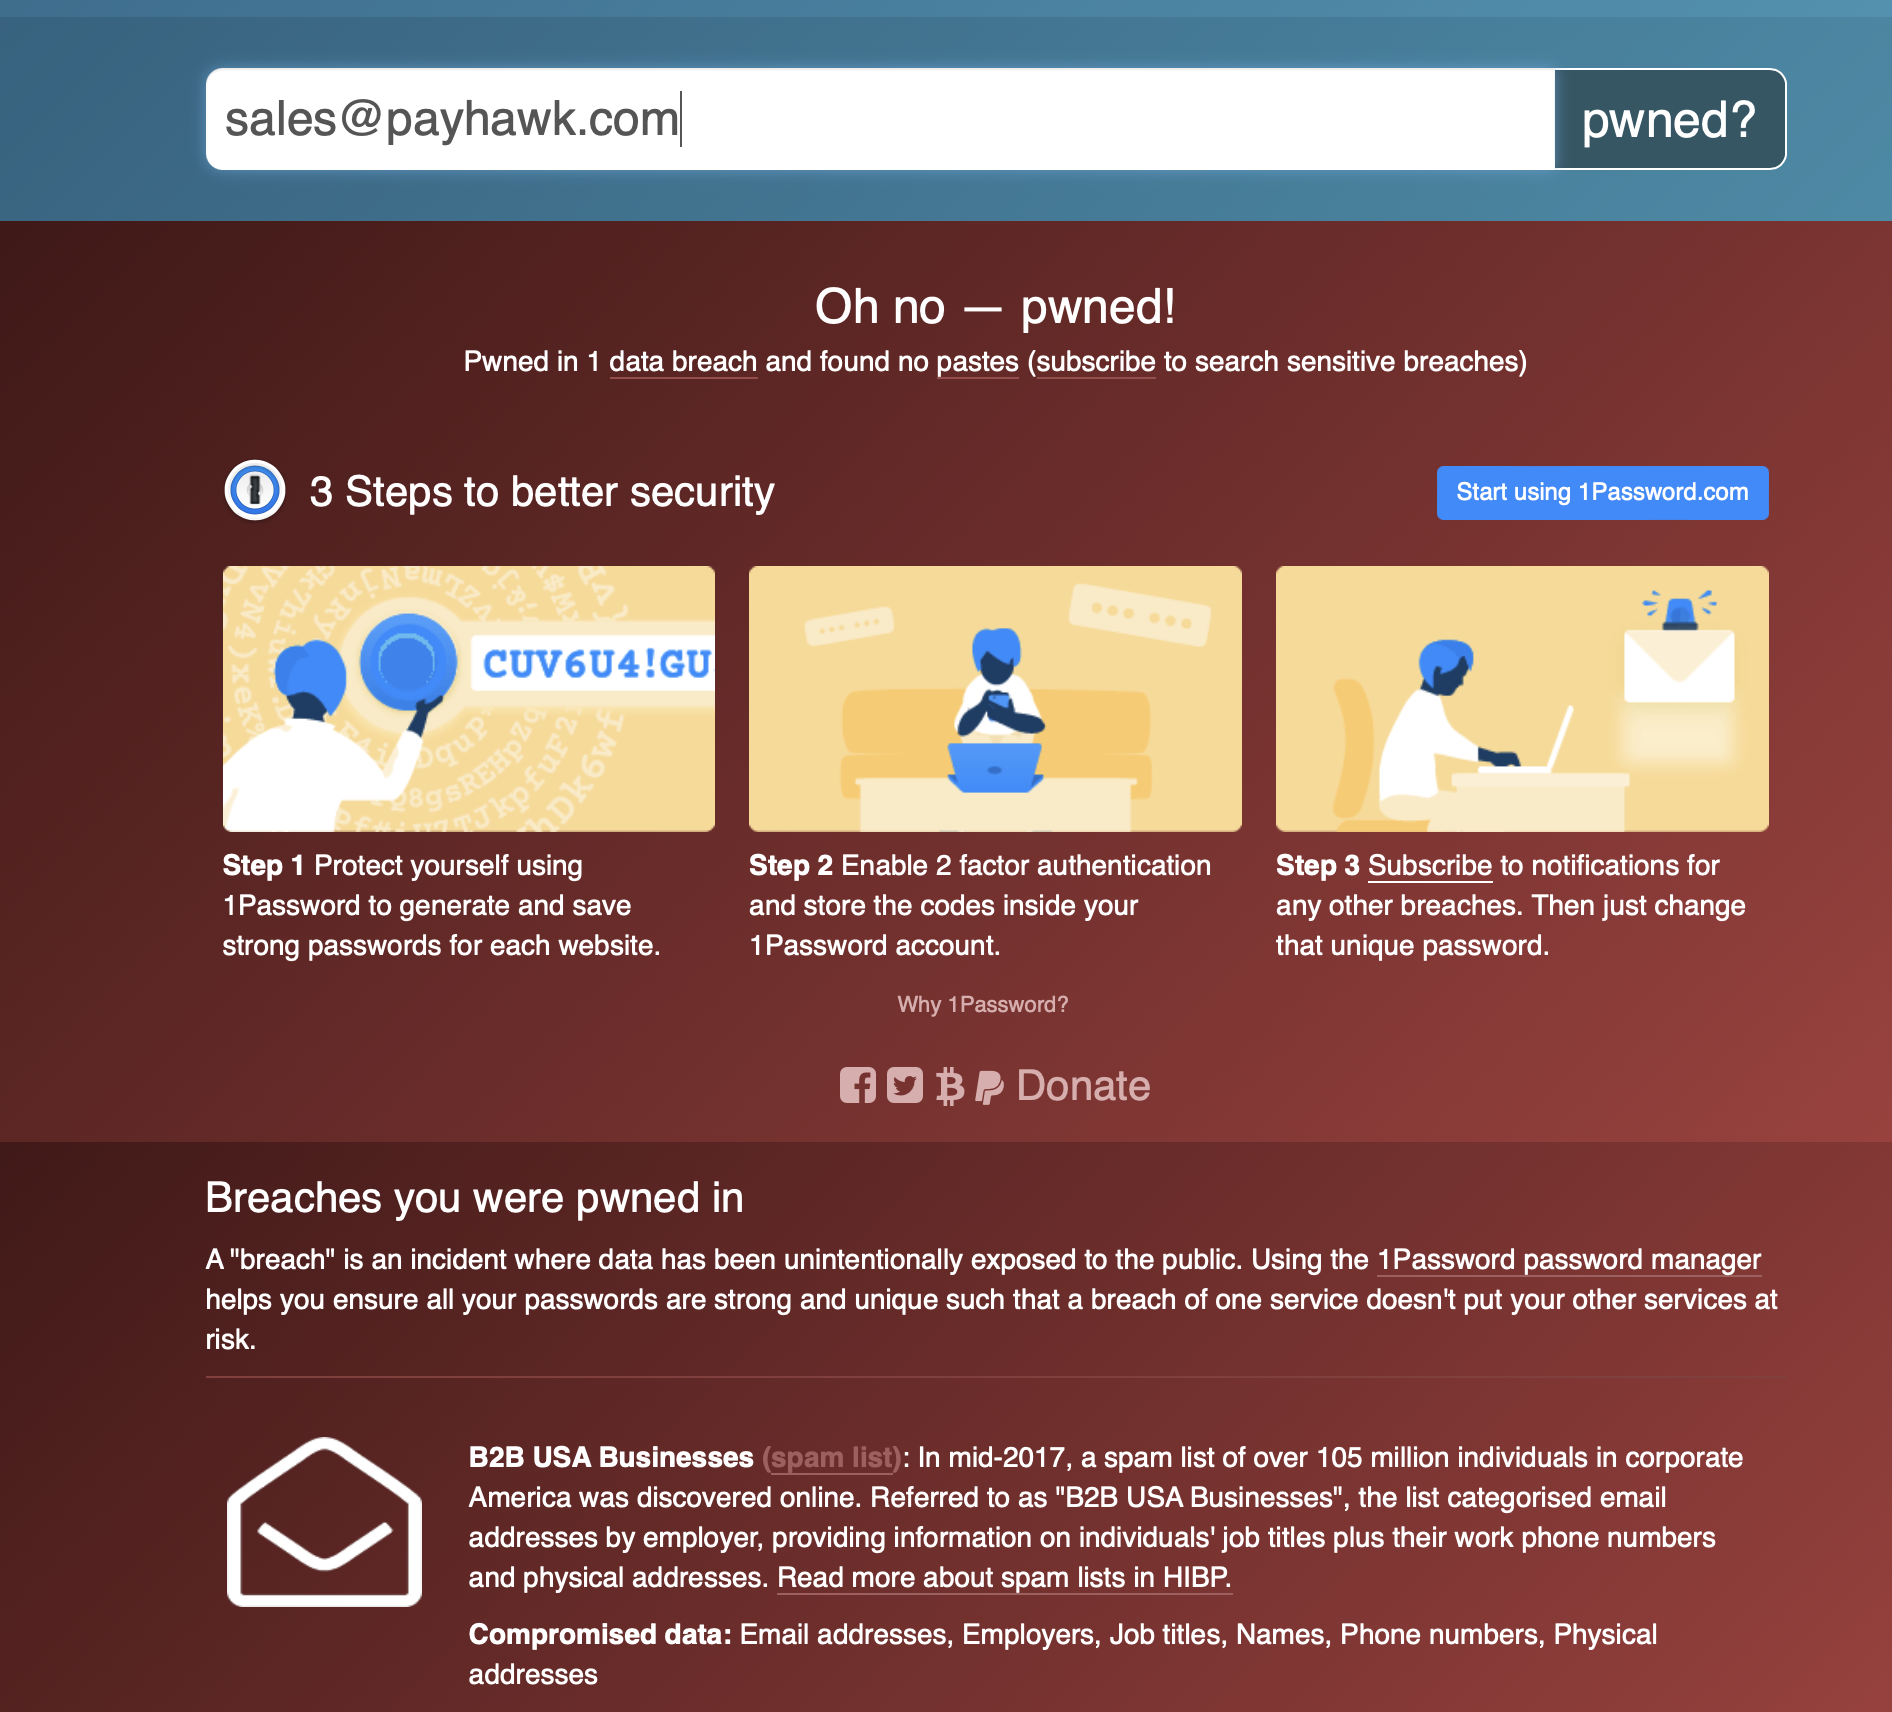 sales@payhawk.com
pwned?
Oh no — pwned!
Pwned in 1 data breach and found no pastes (subscribe to search sensitive breaches)
3 Steps to better security
Start using 1Password.com
CUV6U4!GU
Step 1 Protect yourself using
1Password to generate and save
strong passwords for each website.
Step 2 Enable 2 factor authentication
and store the codes inside your
1Password account.
Step 3 Subscribe to notifications for
any other breaches. Then just change
that unique password.
Why 1Password?
Donate
Breaches you were pwned in
A "breach" is an incident where data has been unintentionally exposed to the public. Using the 1Password password manager
helps you ensure all your passwords are strong and unique such that a breach of one service doesn't put your other services at
risk.
B2B USA Businesses (spam list): In mid-2017, a spam list of over 105 million individuals in corporate
America was discovered online. Referred to as "B2B USA Businesses", the list categorised email
addresses by employer, providing information on individuals' job titles plus their work phone numbers
and physical addresses. Read more about spam lists in HIBP.
Compromised data: Email addresses, Employers, Job titles, Names, Phone numbers, Physical
addresses